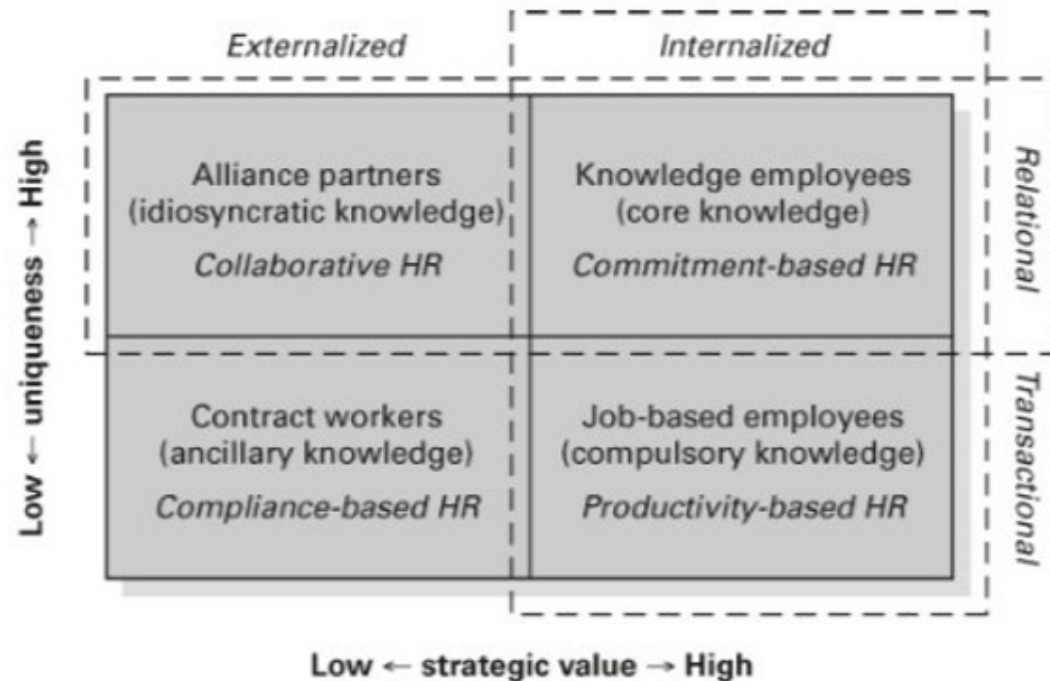 Externalized
Internalized
Low ← uniqueness → High
Alliance partners
(idiosyncratic knowledge)
Collaborative HR
Knowledge employees
(core knowledge)
Commitment-based HR
Relational
Contract workers
(ancillary knowledge)
Compliance-based HR
Job-based employees
(compulsory knowledge)
Productivity-based HR
Transactional
Low ← strategic value → High